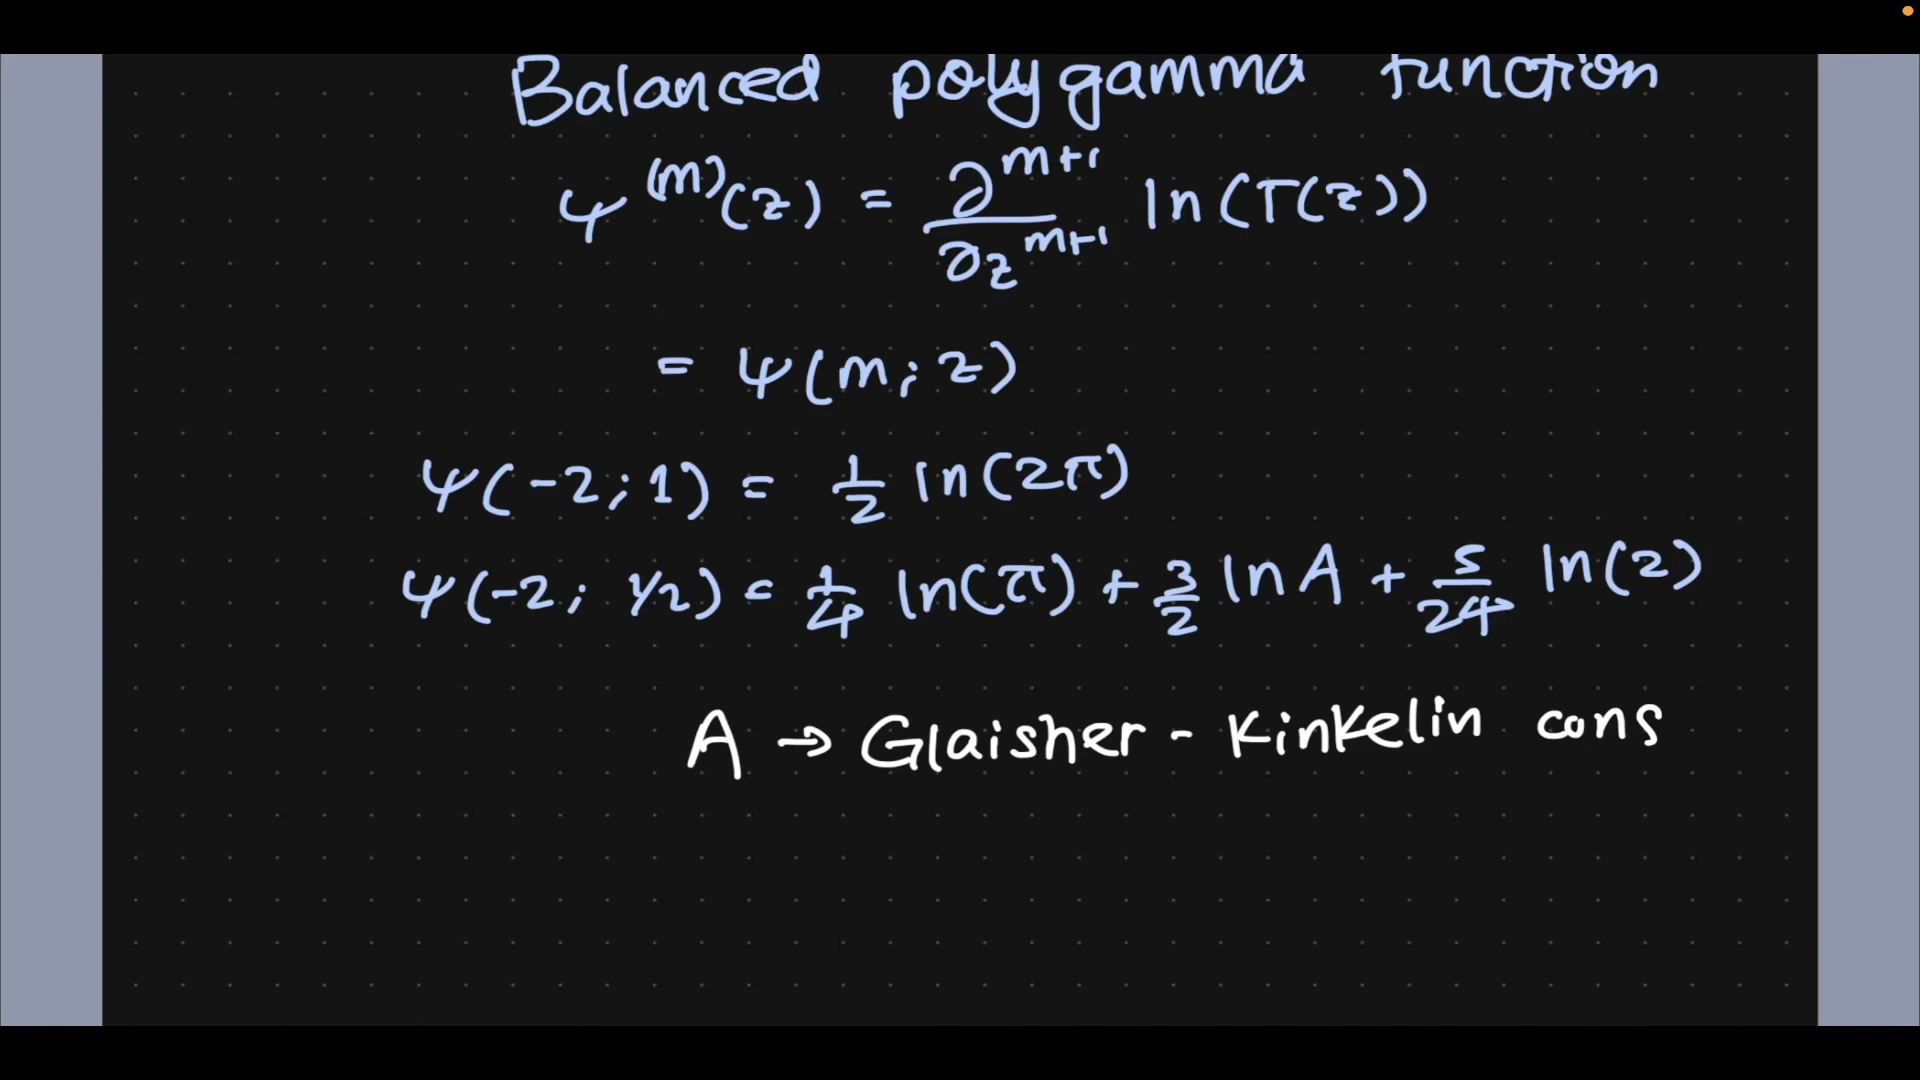 Balanced polygamma function
ψ^(m)(z) = ∂^{m+1}/∂z^{m+1} ln(Γ(z))
= ψ(m; z)
ψ(-2; 1) = 1/2 ln(2π)
ψ(-2; 1/2) = 1/4 ln(π) + 3/2 ln A + 5/24 ln(2)
A → Glaisher - Kinkelin cons